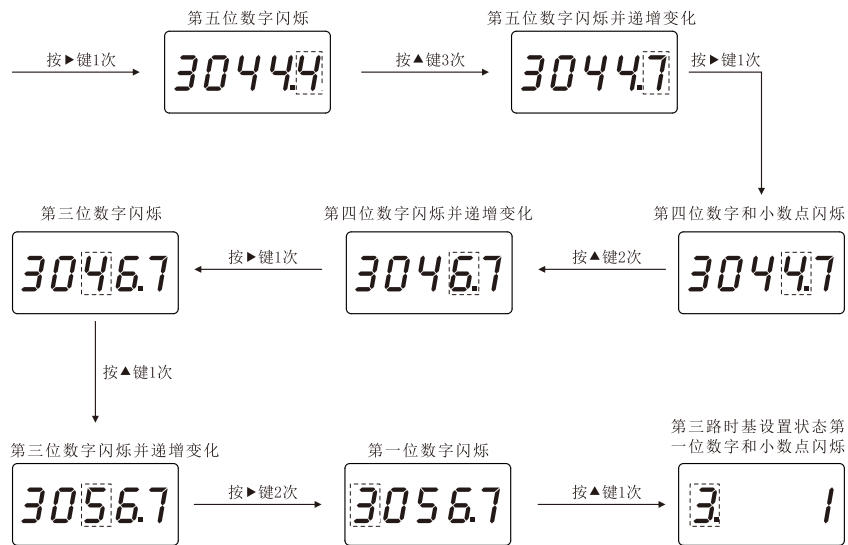 第五位数字闪烁
第五位数字闪烁并递增变化
按▶键1次
3044.4
按▲键3次
3044.7
按▶键1次
第三位数字闪烁
第四位数字闪烁并递增变化
第四位数字和小数点闪烁
3046.7
按▶键1次
3046.7
按▲键2次
3044.7
按▲键1次
第三位数字闪烁并递增变化
第一位数字闪烁
第三路时基设置状态第
一位数字和小数点闪烁
3056.7
按▶键2次
3056.7
按▲键1次
3. 1